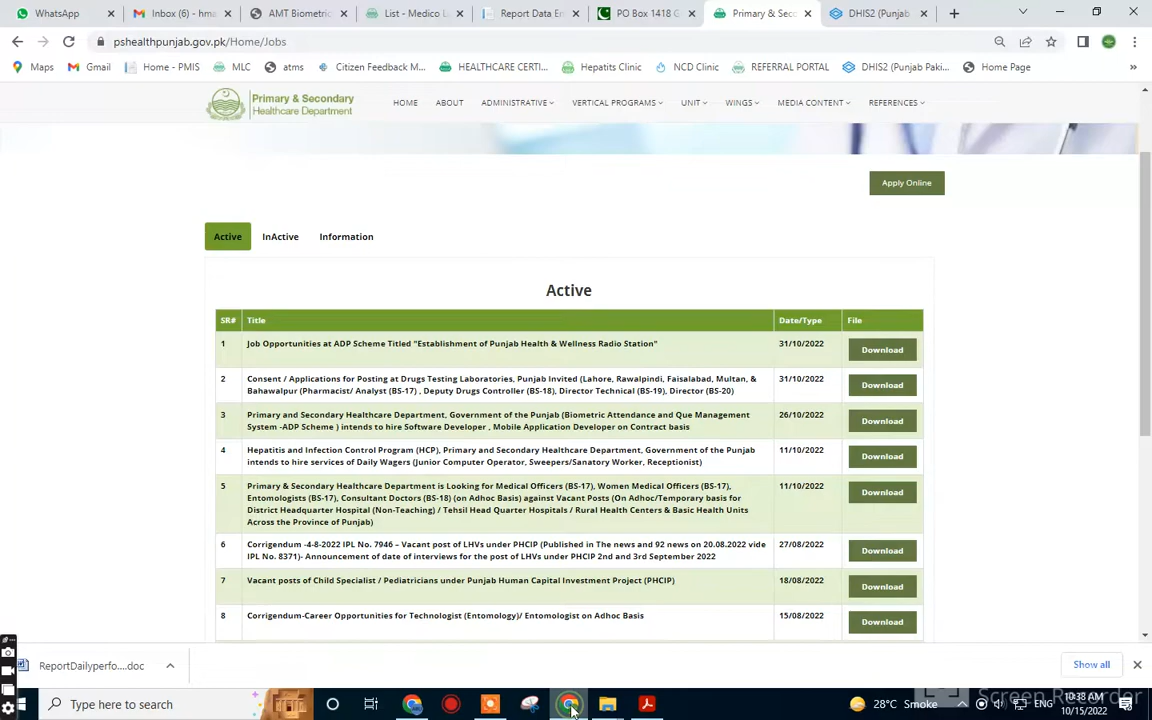 WhatsApp
Inbox (6) - hma
AMT Biometric
List - Medico L
Report Data En
PO Box 1418 G
Primary & Seco
DHIS2 (Punjab
pshealthpunjab.gov.pk/Home/Jobs
Maps
Gmail
Home - PMIS
MLC
atms
Citizen Feedback M...
HEALTHCARE CERTI...
Hepatits Clinic
NCD Clinic
REFERRAL PORTAL
DHIS2 (Punjab Paki...
Home Page
Primary & Secondary
Healthcare Department
HOME
ABOUT
ADMINISTRATIVE
VERTICAL PROGRAMS
UNIT
WINGS
MEDIA CONTENT
REFERENCES
Apply Online
Active
InActive
Information
Active
SR# Title Date/Type File
1 Job Opportunities at ADP Scheme Titled "Establishment of Punjab Health & Wellness Radio Station" 31/10/2022 Download
2 Consent / Applications for Posting at Drugs Testing Laboratories, Punjab Invited (Lahore, Rawalpindi, Faisalabad, Multan, & 31/10/2022 Download
Bahawalpur (Pharmacist/ Analyst (BS-17) , Deputy Drugs Controller (BS-18), Director Technical (BS-19), Director (BS-20)
3 Primary and Secondary Healthcare Department, Government of the Punjab (Biometric Attendance and Que Management 26/10/2022 Download
System -ADP Scheme ) intends to hire Software Developer , Mobile Application Developer on Contract basis
4 Hepatitis and Infection Control Program (HCP), Primary and Secondary Healthcare Department, Government of the Punjab 11/10/2022 Download
intends to hire services of Daily Wagers (Junior Computer Operator, Sweepers/Sanatory Worker, Receptionist)
5 Primary & Secondary Healthcare Department is Looking for Medical Officers (BS-17), Women Medical Officers (BS-17), 11/10/2022 Download
Entomologists (BS-17), Consultant Doctors (BS-18) (on Adhoc Basis) against Vacant Posts (On Adhoc/Temporary basis for
District Headquarter Hospital (Non-Teaching) / Tehsil Head Quarter Hospitals / Rural Health Centers & Basic Health Units
Across the Province of Punjab)
6 Corrigendum -4-8-2022 IPL No. 7946 – Vacant post of LHVs under PHCIP (Published in The news and 92 news on 20.08.2022 vide 27/08/2022 Download
IPL No. 8371)- Announcement of date of interviews for the post of LHVs under PHCIP 2nd and 3rd September 2022
7 Vacant posts of Child Specialist / Pediatricians under Punjab Human Capital Investment Project (PHCIP) 18/08/2022 Download
8 Corrigendum-Career Opportunities for Technologist (Entomology)/ Entomologist on Adhoc Basis 15/08/2022 Download
ReportDailyperfo....doc
Show all
Screen Recorder
Type here to search
28°C Smoke
ENG
10:38 AM
10/15/2022